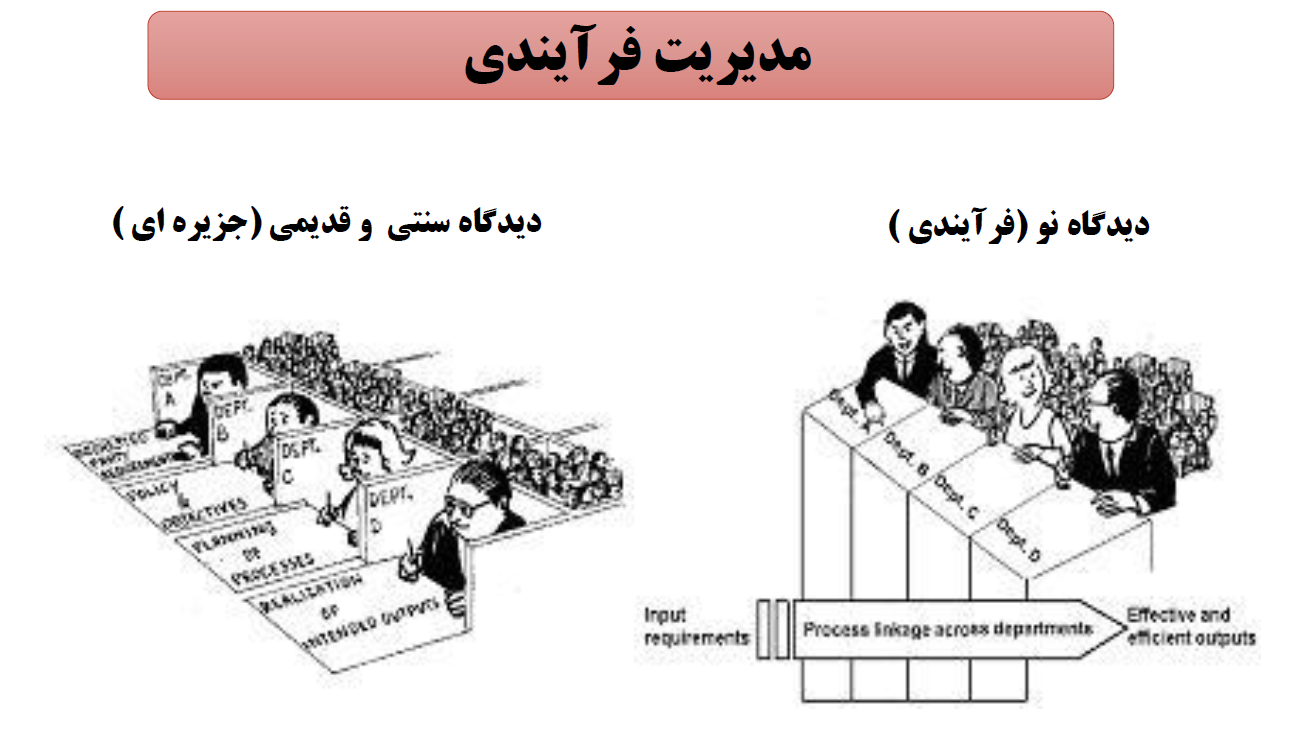 مدیریت فرآیندی
دیدگاه نو (فرآیندی )
دیدگاه سنتی و قدیمی (جزیره ای )
Dept.
Dept. B
Dept. C
Dept. D
Input
requirements
Process linkage across departments
Effective and
efficient outputs
DEPT.
A
DEPT.
B
DEPT.
C
DEPT.
D
POLICY
&
OBJECTIVES
PLANNING
OF
PROCESSES
REALIZATION
OF
INTENDED OUTPUTS